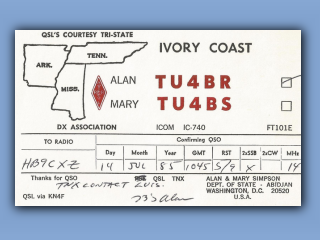 QSL'S COURTESY TRI-STATE
IVORY COAST
ARK.
TENN.
MISS.
ALAN TU4BR
MARY TU4BS
DX ASSOCIATION ICOM IC-740 FT101E
TO RADIO Confirming QSO
Day Month Year GMT RST 2xSSB 2xCW MHz
HB9CXZ 14 JUL 85 1045 5/9 X 14
Thanks for QSO QSL TNX ALAN & MARY SIMPSON
TNX CONTACT LUIS. DEPT. OF STATE - ABIDJAN
WASHINGTON, D.C. 20520
QSL via KN4F 73's Alan U.S.A.